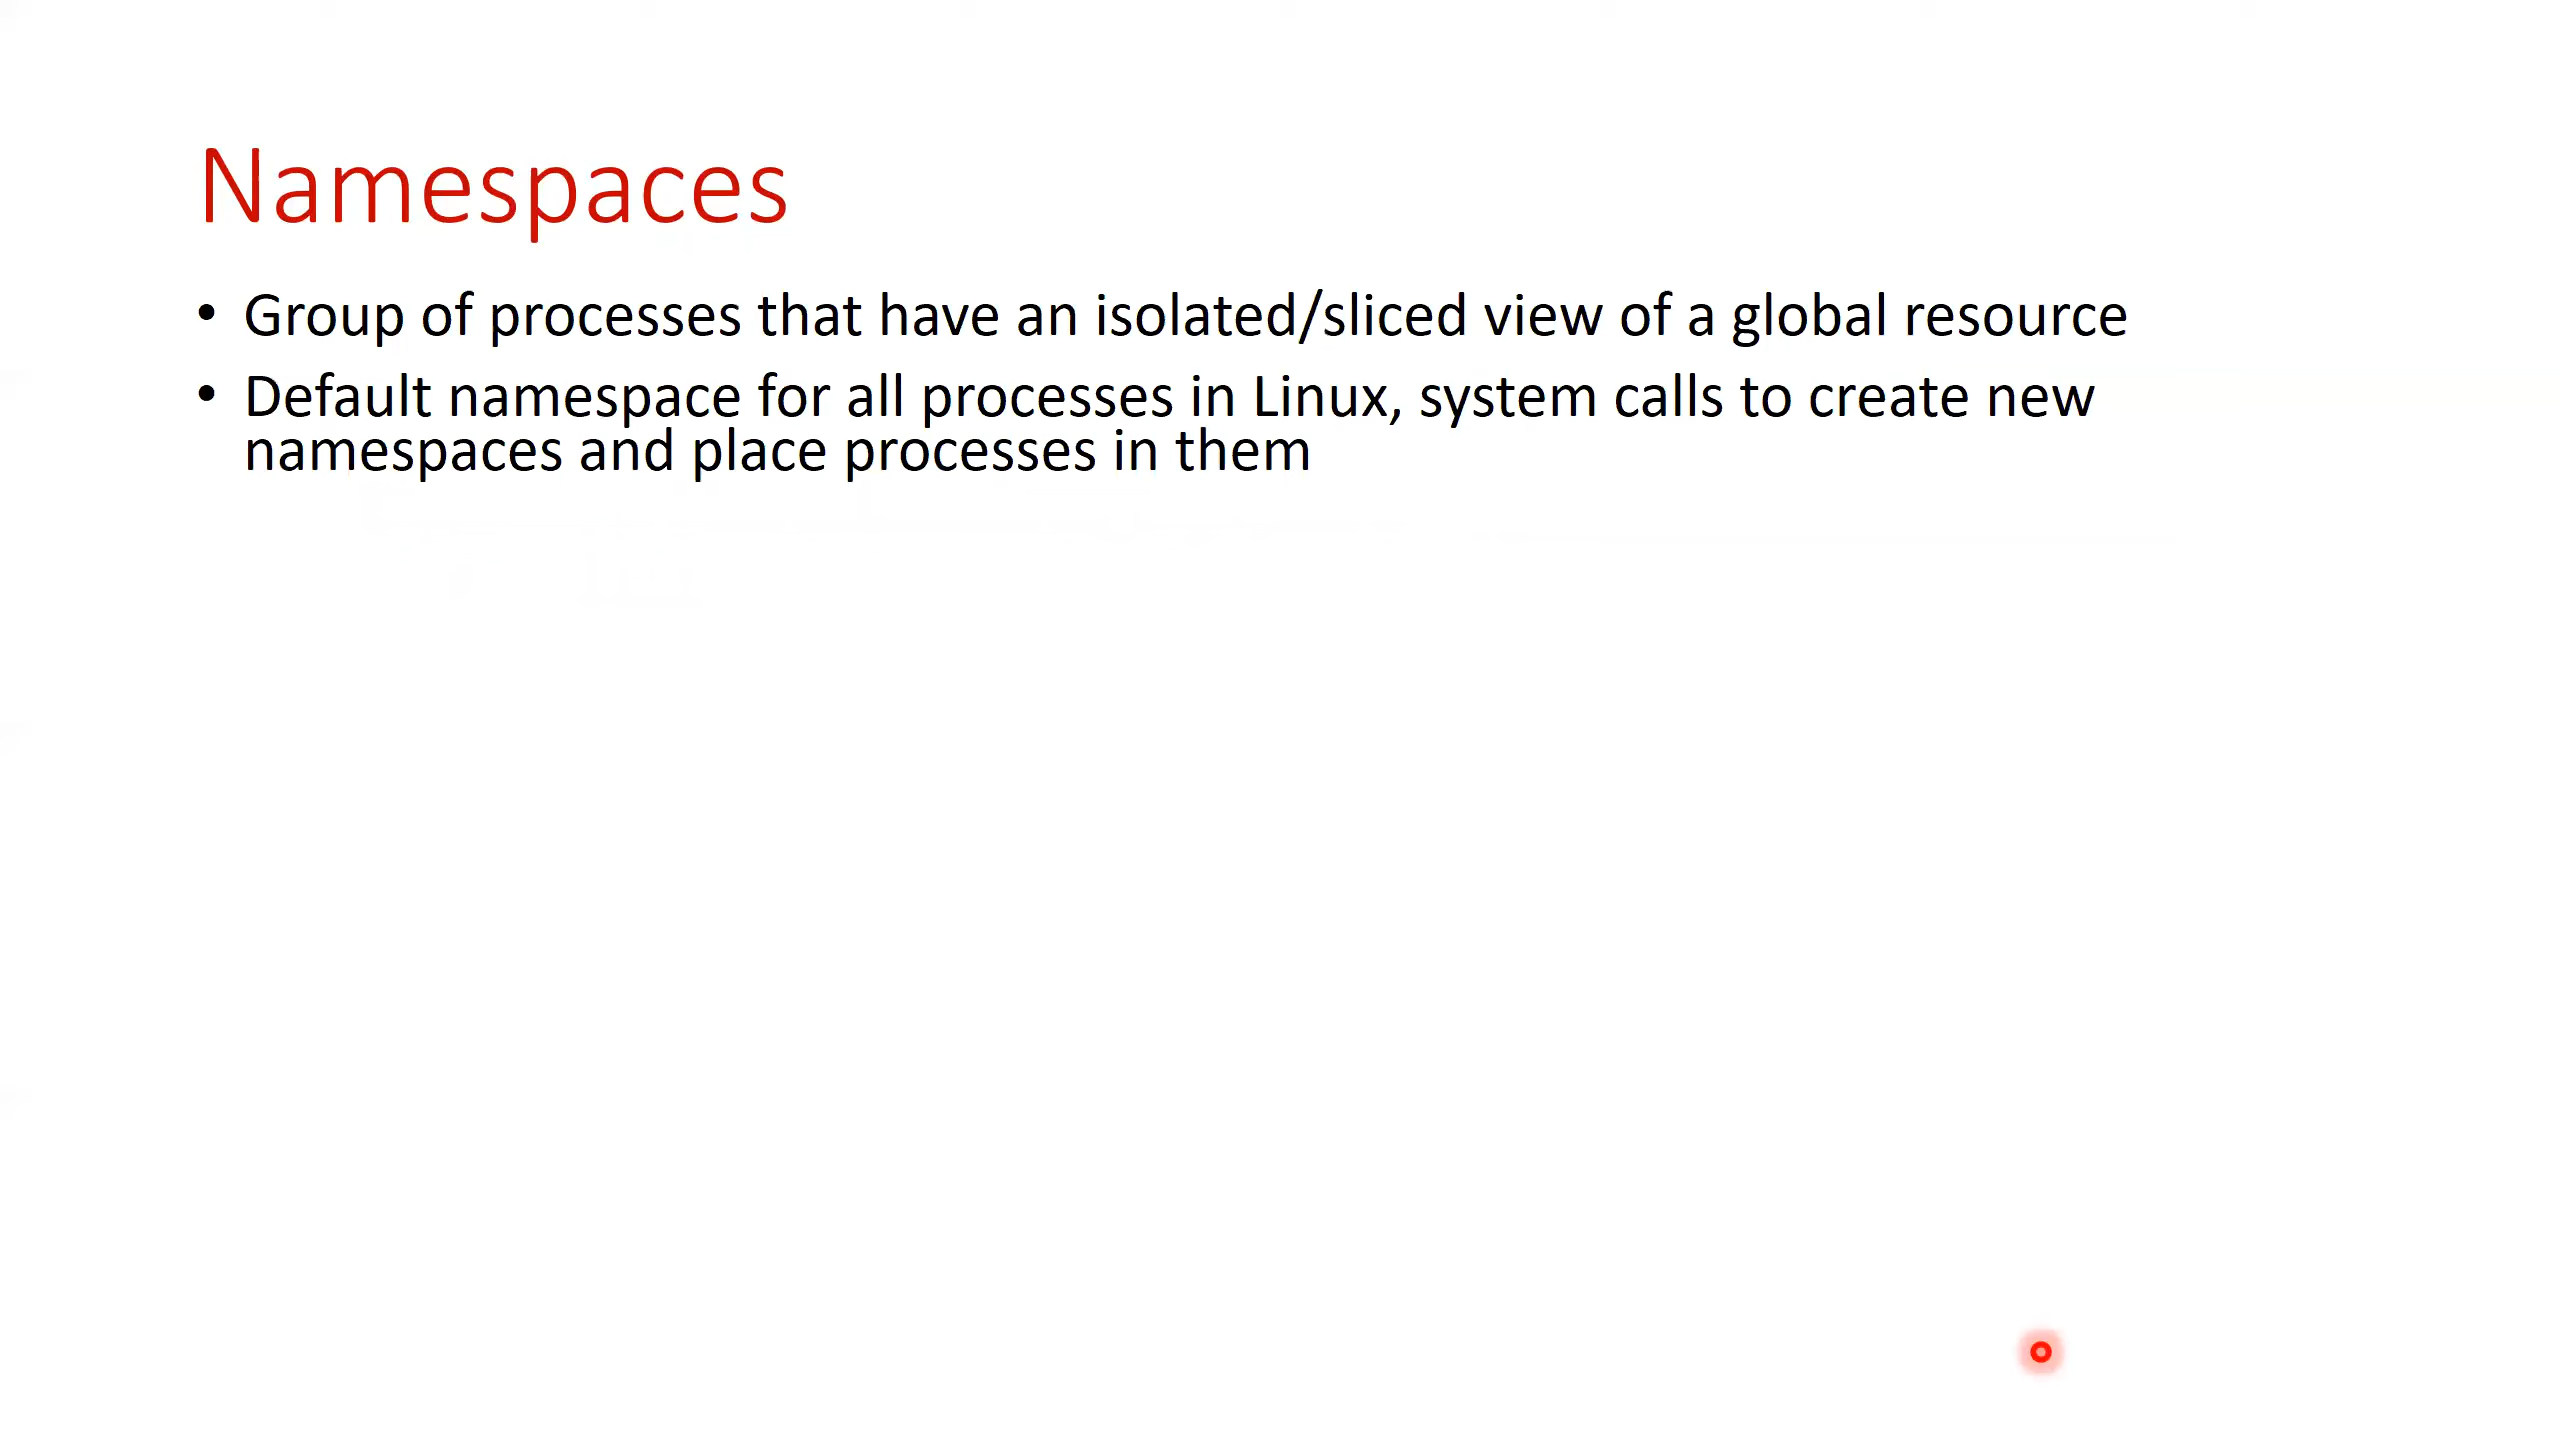 Namespaces
• Group of processes that have an isolated/sliced view of a global resource
• Default namespace for all processes in Linux, system calls to create new
namespaces and place processes in them